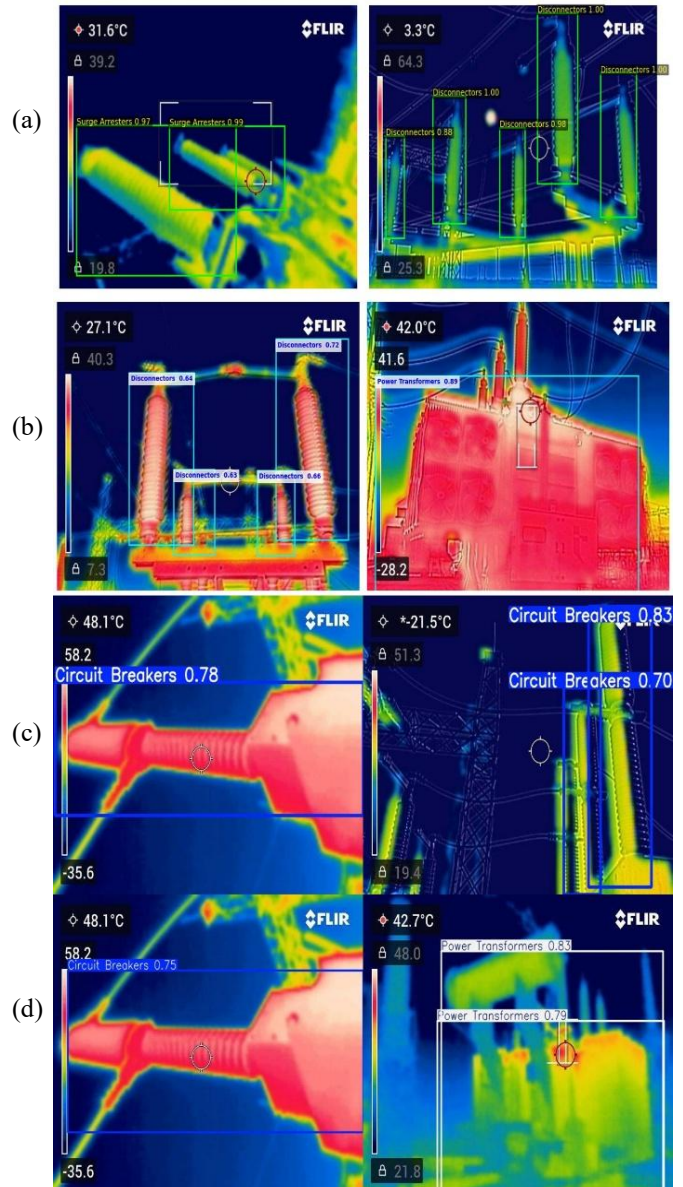 (a)
31.6°C
FLIR
39.2
Surge Arresters 0.97
Surge Arresters 0.99
19.8
3.3°C
64.3
Disconnectors 1.00
Disconnectors 1.00
Disconnectors 1.00
Disconnectors 0.98
Disconnectors 0.88
25.3
(b)
27.1°C
FLIR
40.3
Disconnectors 0.72
Disconnectors 0.64
Disconnectors 0.63
Disconnectors 0.66
7.3
42.0°C
FLIR
41.6
Power Transformers 0.89
-28.2
(c)
48.1°C
FLIR
58.2
Circuit Breakers 0.78
-35.6
*-21.5°C
Circuit Breakers 0.83
51.3
Circuit Breakers 0.70
19.4
(d)
48.1°C
FLIR
58.2
Circuit Breakers 0.75
-35.6
42.7°C
FLIR
48.0
Power Transformers 0.83
Power Transformers 0.79
21.8